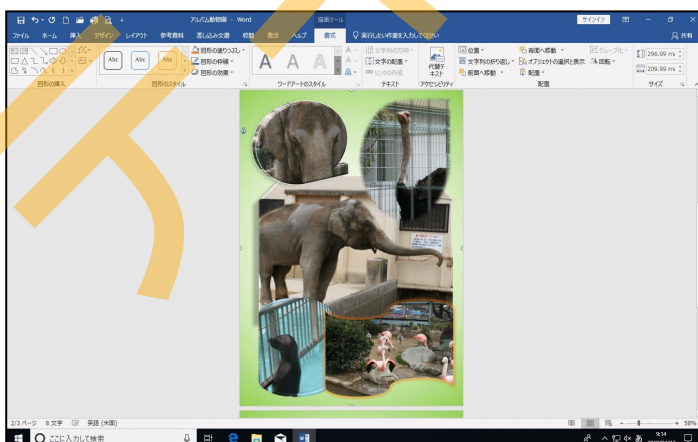 アルバム動物園 - Word
描画ツール
サインイン
ファイル ホーム 挿入 デザイン レイアウト 参考資料 差し込み文書 校閲 表示 ヘルプ 書式 実行したい作業を入力してください 共有
Abc Abc Abc
図形の塗りつぶし
図形の枠線
図形の効果
A A A
文字列の方向
文字の配置
リンクの作成
代替テ
キスト
位置
文字列の折り返し
前面へ移動
背面へ移動
オブジェクトの選択と表示
配置
グループ化
回転
296.99 mm
209.99 mm
図形の挿入 図形のスタイル ワードアートのスタイル テキスト アクセシビリティ 配置 サイズ
2/3 ページ 8 文字 英語 (米国)
ここに入力して検索
あ
9:14